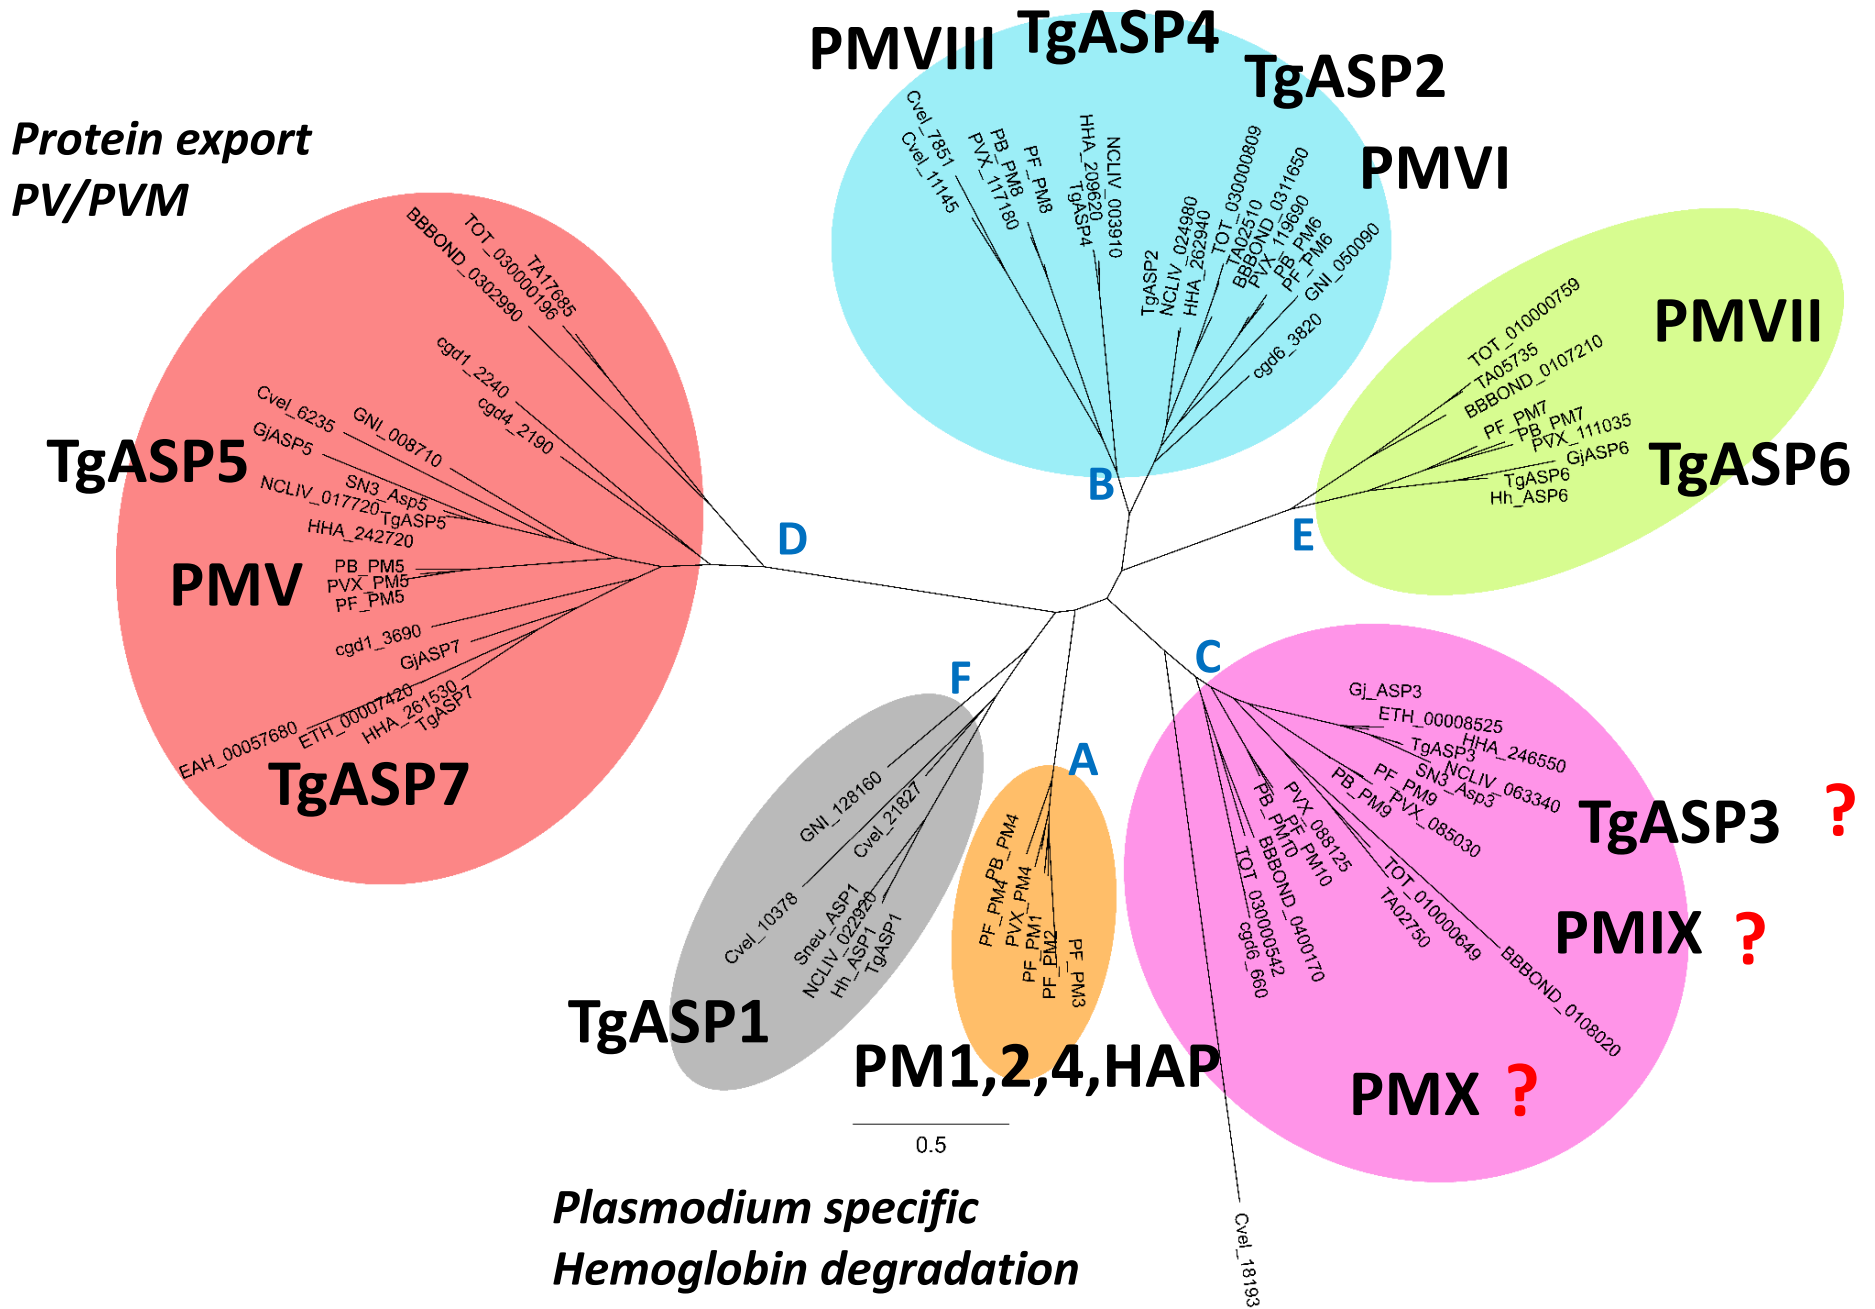 PMVIII
TgASP4
TgASP2
PMVI
Protein export
PV/PVM
Cvel_7851
Cvel_11145
PB_PM8
PVX_117180
PF_PM8
HHA_209620
TgASP4
NCLIV_003910
TgASP2
NCLIV_024980
HHA_262940
TOT_030000809
TA02510
BBBOND_0311650
PVX_119690
PB_PM6
PF_PM6
GNI_050090
cgd6_3820
B
BBBOND_0302990
TOT_030000196
TA17685
cgd1_2240
cgd4_2190
Cvel_6235
GjASP5
GNI_008710
TgASP5
SN3_Asp5
NCLIV_017720
TgASP5
HHA_242720
PMV
PB_PM5
PVX_PM5
PF_PM5
cgd1_3690
GjASP7
EAH_00057680
ETH_00007420
HHA_261530
TgASP7
TgASP7
D
PMVII
TOT_010000759
TA05735
BBBOND_0107210
PF_PM7
PB_PM7
PVX_111035
GjASP6
TgASP6
Hh_ASP6
TgASP6
E
F
GNI_128160
Cvel_21827
Cvel_10378
Sneu_ASP1
NCLIV_022920
Hh_ASP1
TgASP1
TgASP1
A
PB_PM4
PF_PM4
PVX_PM4
PF_PM1
PF_PM2
PF_PM3
PM1,2,4,HAP
C
Gj_ASP3
ETH_00008525
HHA_246550
TgASP3
NCLIV_063340
SN3_Asp3
PF_PM9
PB_PM9
PVX_085030
TgASP3 ?
PVX_088125
PF_PM10
PB_PM10
BBBOND_0400170
TOT_030000542
cgd6_660
TOT_010000649
TA02750
BBBOND_0108020
PMIX ?
PMX ?
Cvel_18193
0.5
Plasmodium specific
Hemoglobin degradation